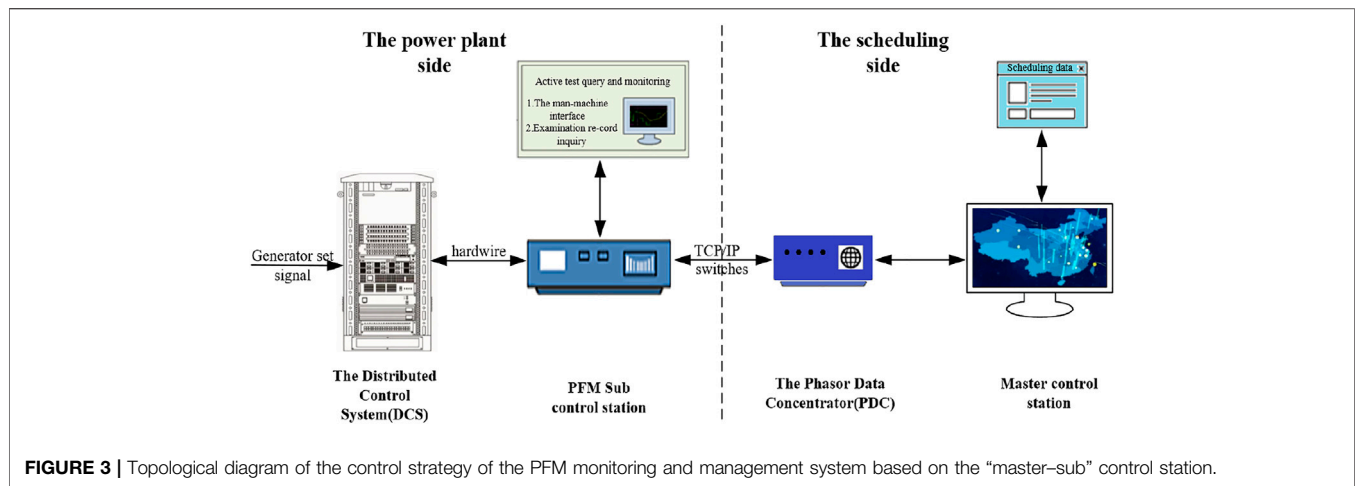 The power plant
side
The scheduling
side
Active test query and monitoring
1.The man-machine
interface
2.Examination re-cord
inquiry
Scheduling data ×
Generator set
signal
hardwire
TCP/IP
switches
The Distributed
Control
System(DCS)
PFM Sub
control station
The Phasor Data
Concentrator(PDC)
Master control
station
FIGURE 3 | Topological diagram of the control strategy of the PFM monitoring and management system based on the “master–sub” control station.